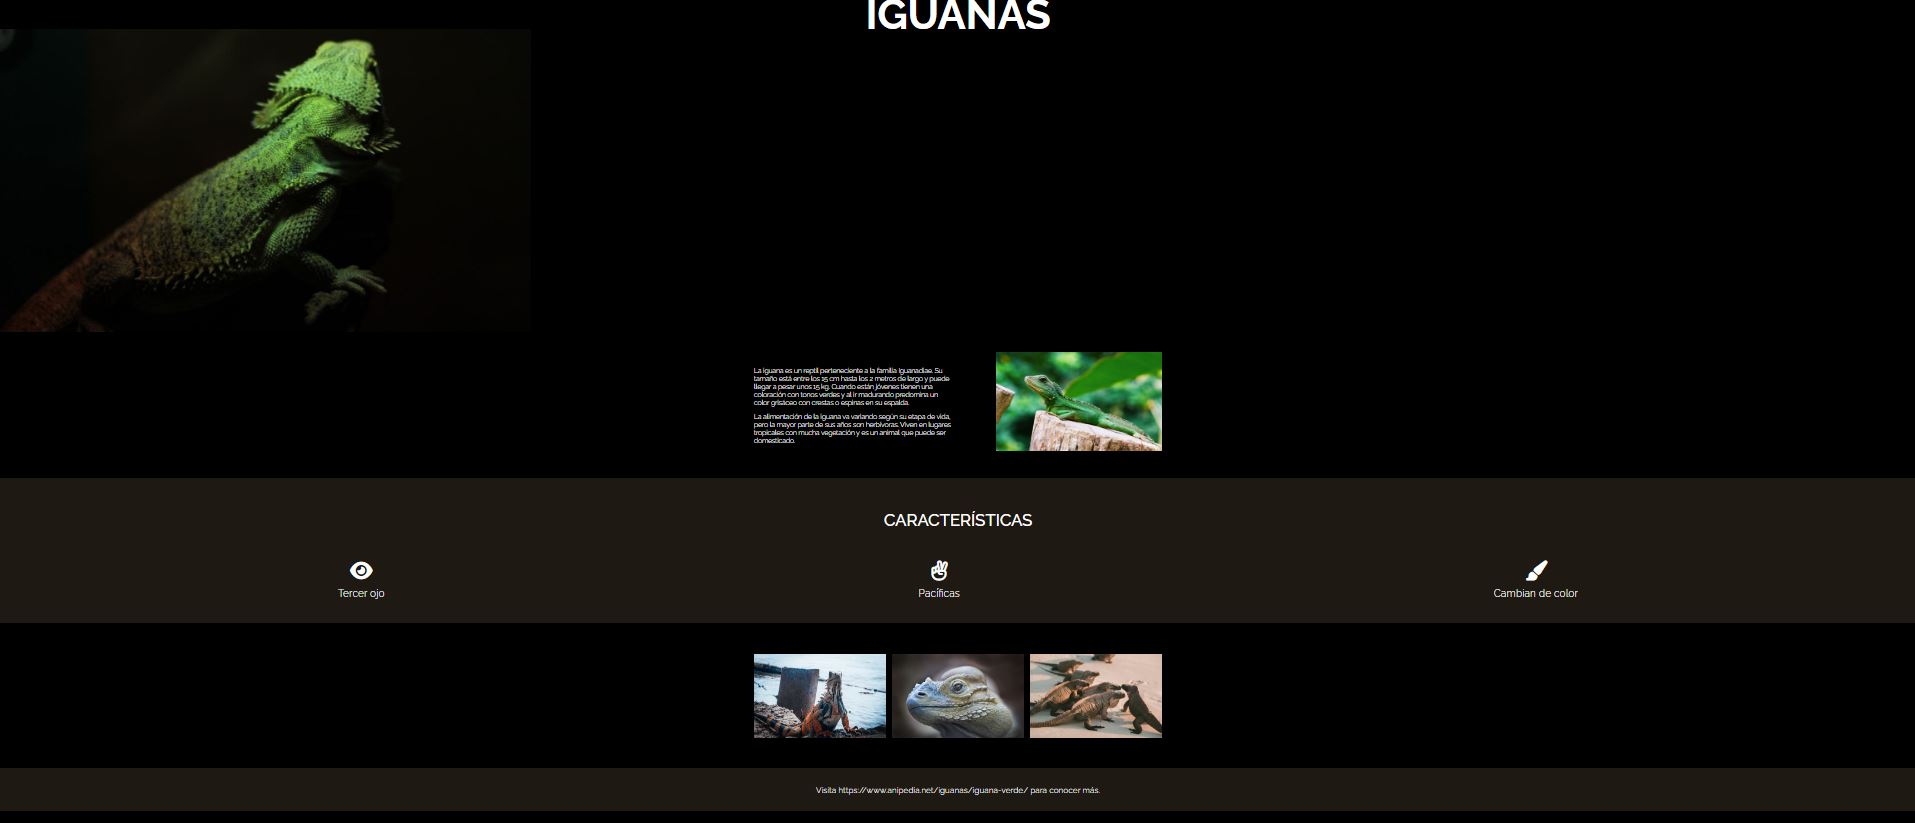 IGUANAS
La iguana es un reptil perteneciente a la familia Iguanadiae. Su
tamaño está entre los 15 cm hasta los 2 metros de largo y puede
llegar a pesar unos 15 kg. Cuando están jóvenes tienen una
coloración con tonos verdes y al ir madurando predomina un
color grisáceo con crestas o espinas en su espalda.
La alimentación de la iguana va variando según su etapa de vida,
pero la mayor parte de sus años son herbívoras. Viven en lugares
tropicales con mucha vegetación y es un animal que puede ser
domesticado.
CARACTERÍSTICAS
Tercer ojo
Pacíficas
Cambian de color
Visita https://www.anipedia.net/iguanas/iguana-verde/ para conocer más.